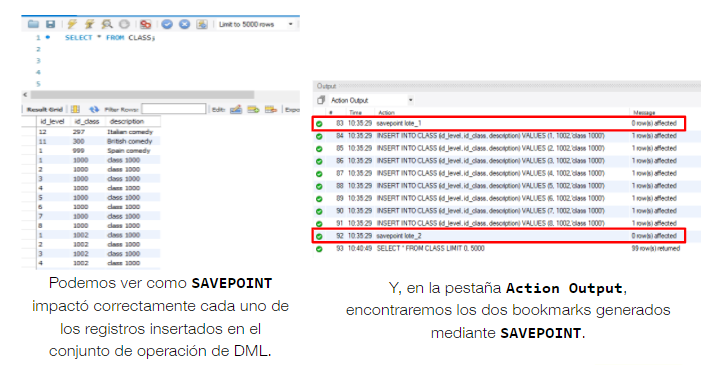 Limit to 5000 rows
1 SELECT * FROM CLASS;
2
3
4
5
Result Grid Filter Rows: Edit: Expo
id_level id_class description
12 297 Italian comedy
11 300 British comedy
1 999 Spain comedy
1 1000 class 1000
2 1000 class 1000
3 1000 class 1000
4 1000 class 1000
5 1000 class 1000
6 1000 class 1000
7 1000 class 1000
8 1000 class 1000
1 1002 class 1000
2 1002 class 1000
3 1002 class 1000
4 1002 class 1000
Podemos ver como SAVEPOINT
impactó correctamente cada uno de
los registros insertados en el
conjunto de operación de DML.
Output
Action Output
# Time Action Message
83 10:35:29 savepoint lote_1 0 row(s) affected
84 10:35:29 INSERT INTO CLASS (id_level, id_class, description) VALUES (1, 1002,'class 1000') 1 row(s) affected
85 10:35:29 INSERT INTO CLASS (id_level, id_class, description) VALUES (2, 1002,'class 1000') 1 row(s) affected
86 10:35:29 INSERT INTO CLASS (id_level, id_class, description) VALUES (3, 1002,'class 1000') 1 row(s) affected
87 10:35:29 INSERT INTO CLASS (id_level, id_class, description) VALUES (4, 1002,'class 1000') 1 row(s) affected
88 10:35:29 INSERT INTO CLASS (id_level, id_class, description) VALUES (5, 1002,'class 1000') 1 row(s) affected
89 10:35:29 INSERT INTO CLASS (id_level, id_class, description) VALUES (6, 1002,'class 1000') 1 row(s) affected
90 10:35:29 INSERT INTO CLASS (id_level, id_class, description) VALUES (7, 1002,'class 1000') 1 row(s) affected
91 10:35:29 INSERT INTO CLASS (id_level, id_class, description) VALUES (8, 1002,'class 1000') 1 row(s) affected
92 10:35:29 savepoint lote_2 0 row(s) affected
93 10:40:49 SELECT * FROM CLASS LIMIT 0, 5000 99 row(s) returned
Y, en la pestaña Action Output,
encontraremos los dos bookmarks generados
mediante SAVEPOINT.